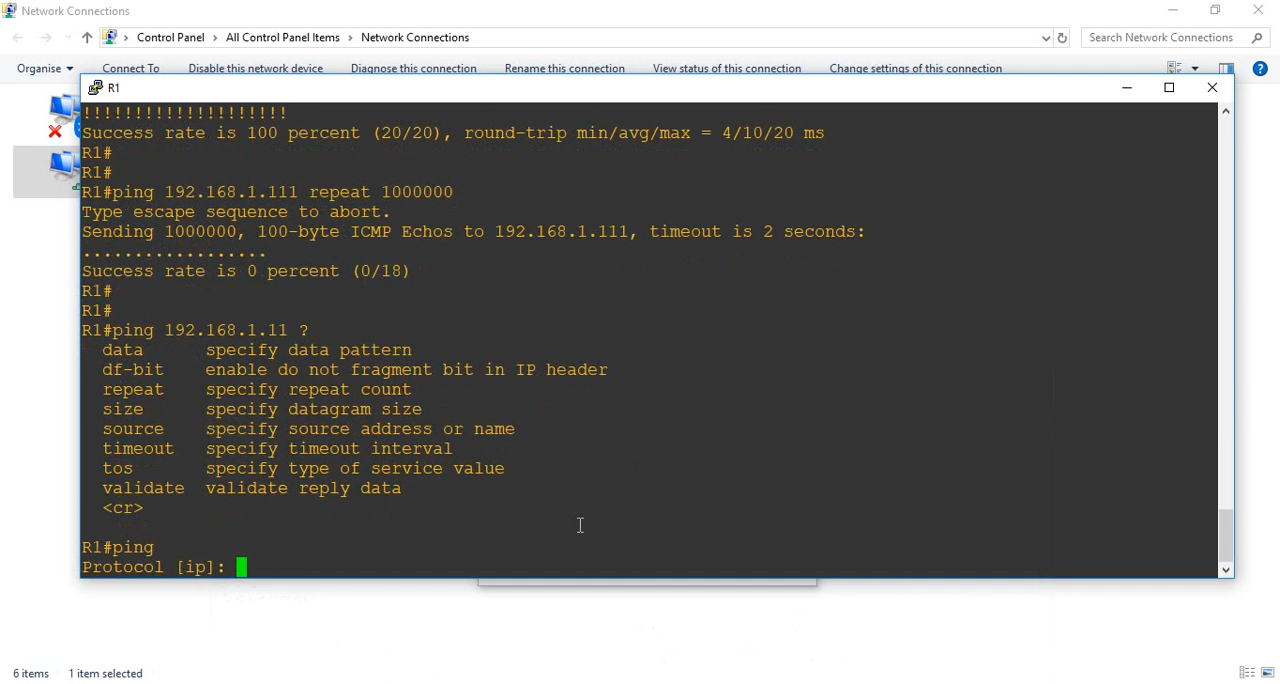 Network Connections
Control Panel > All Control Panel Items > Network Connections
Search Network Connections
Organise Connect To Disable this network device Diagnose this connection Rename this connection View status of this connection Change settings of this connection
R1
!!!!!!!!!!!!!!!!!!!!
Success rate is 100 percent (20/20), round-trip min/avg/max = 4/10/20 ms
R1#
R1#
R1#ping 192.168.1.111 repeat 1000000
Type escape sequence to abort.
Sending 1000000, 100-byte ICMP Echos to 192.168.1.111, timeout is 2 seconds:
..................
Success rate is 0 percent (0/18)
R1#
R1#
R1#ping 192.168.1.11 ?
data specify data pattern
df-bit enable do not fragment bit in IP header
repeat specify repeat count
size specify datagram size
source specify source address or name
timeout specify timeout interval
tos specify type of service value
validate validate reply data
<cr>
R1#ping
Protocol [ip]:
6 items 1 item selected